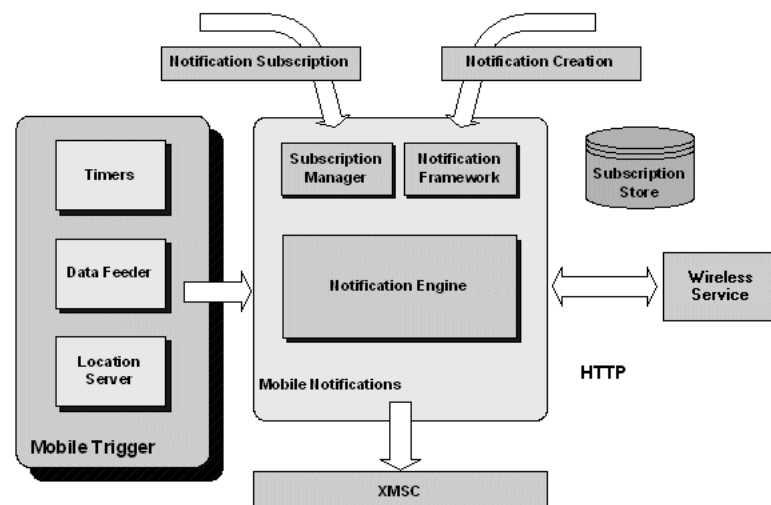 Notification Subscription
Notification Creation
Timers
Data Feeder
Location
Server
Mobile Trigger
Subscription
Manager
Notification
Framework
Notification Engine
Mobile Notifications
Subscription
Store
Wireless
Service
HTTP
XMSC